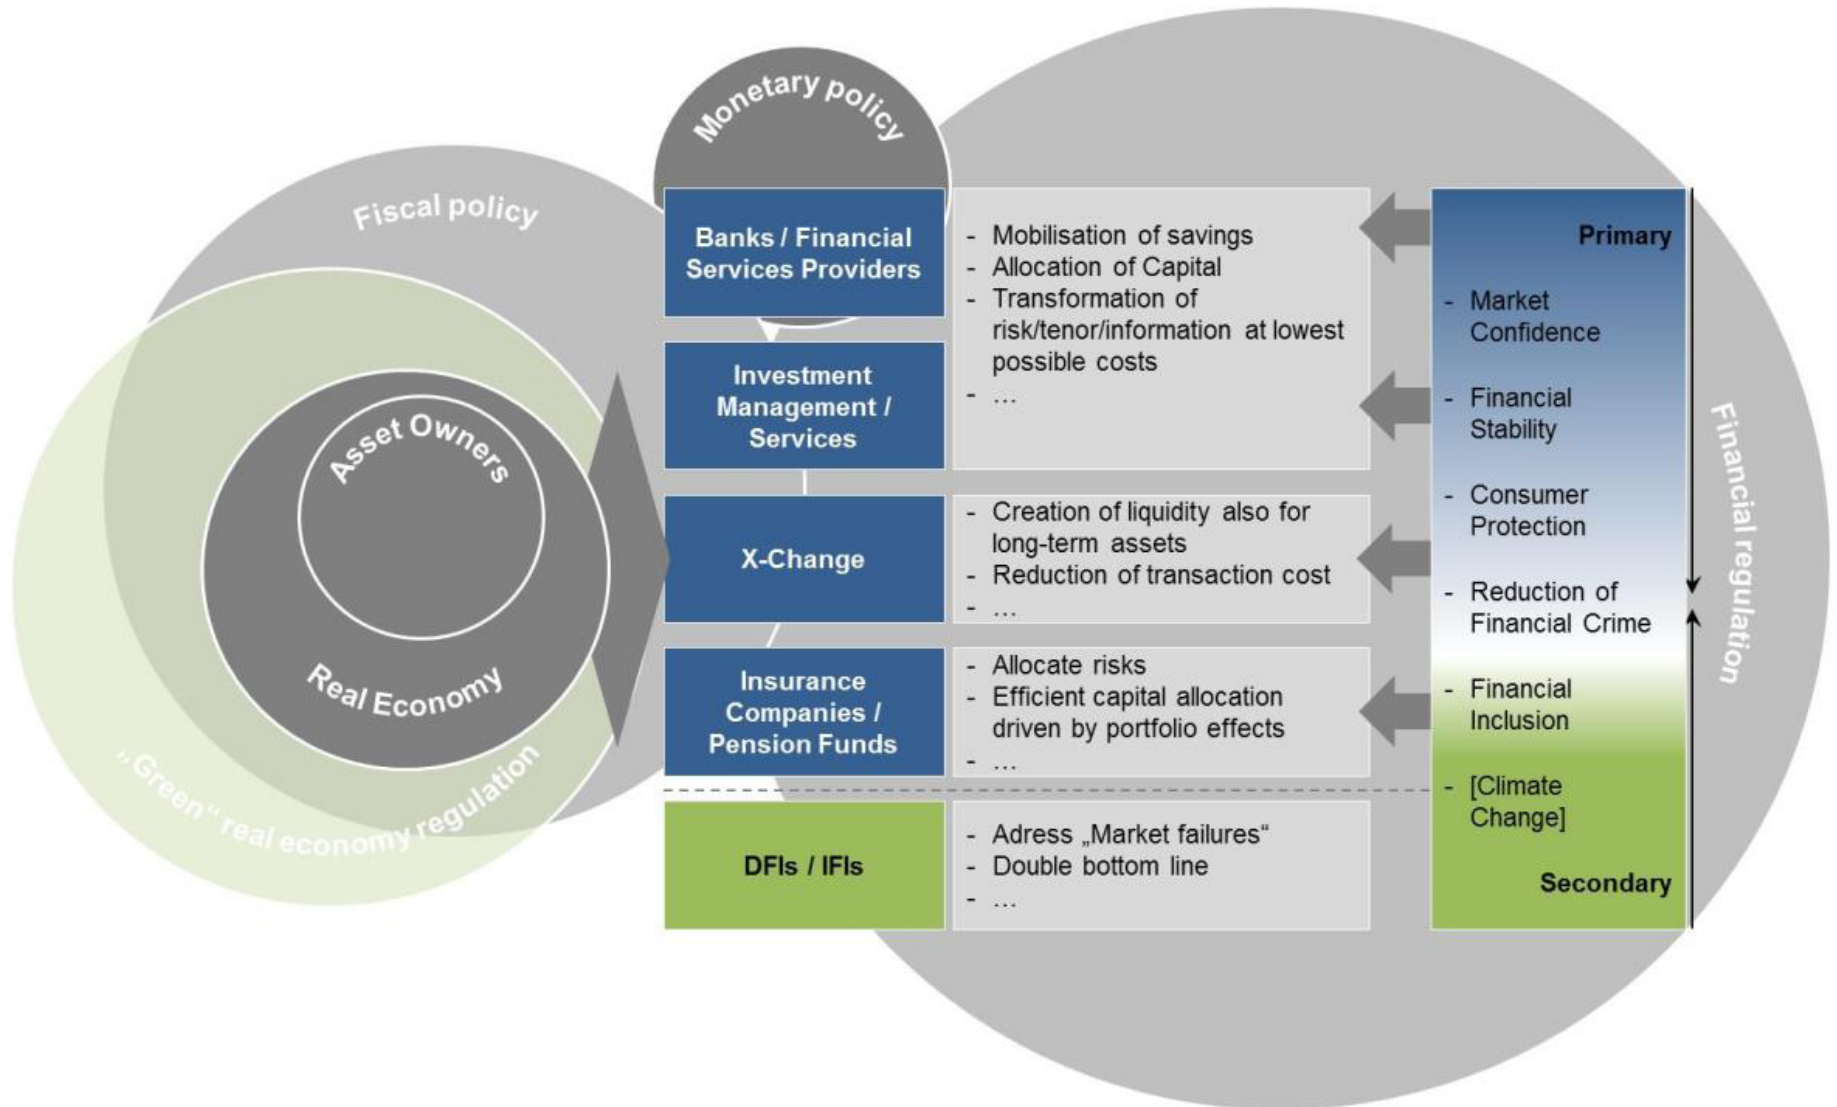 Monetary policy
Fiscal policy
Asset Owners
Real Economy
„Green“ real economy regulation
Banks / Financial
Services Providers
- Mobilisation of savings
- Allocation of Capital
- Transformation of
risk/tenor/information at lowest
possible costs
- …
Investment
Management /
Services
X-Change
- Creation of liquidity also for
long-term assets
- Reduction of transaction cost
- …
Insurance
Companies /
Pension Funds
- Allocate risks
- Efficient capital allocation
driven by portfolio effects
- …
DFIs / IFIs
- Adress „Market failures“
- Double bottom line
- …
Primary
- Market
Confidence
- Financial
Stability
- Consumer
Protection
- Reduction of
Financial Crime
- Financial
Inclusion
- [Climate
Change]
Secondary
Financial regulation